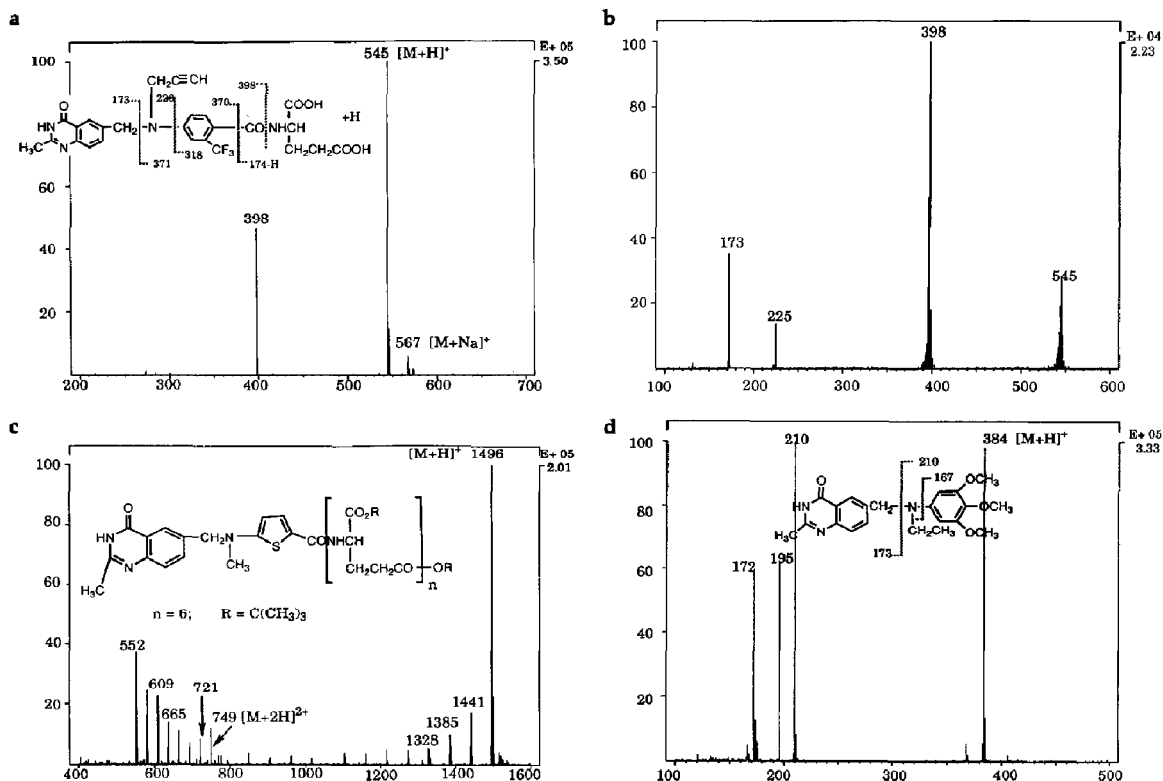 a
545 [M+H]⁺
E+ 05
3.50
100
80
60
40
20
CH₂C≡CH
173
226
370
398
COOH
O
HN
CH₂
N
CO
NHCH
+H
CH₃
N
CF₃
CH₂CH₂COOH
371
318
174-H
398
567 [M+Na]⁺
200
300
400
500
600
700
b
398
E+ 04
2.23
100
80
60
40
20
173
225
545
100
200
300
400
500
600
c
[M+H]⁺ 1496
E+ 05
2.01
100
80
60
40
20
O
HN
N
H₃C
CH₂N
CH₃
S
CONHCH
CO₂R
CH₂CH₂CO
OR
n
n = 6; R = C(CH₃)₃
552
609
665
721
749 [M+2H]²⁺
1328
1385
1441
400
600
800
1000
1200
1400
1600
d
210
384 [M+H]⁺
E+ 05
3.33
100
80
60
40
20
210
167
O
HN
N
CH₃
CH₂
N
OCH₃
OCH₃
OCH₃
CH₂CH₃
173
172
195
100
200
300
400
500